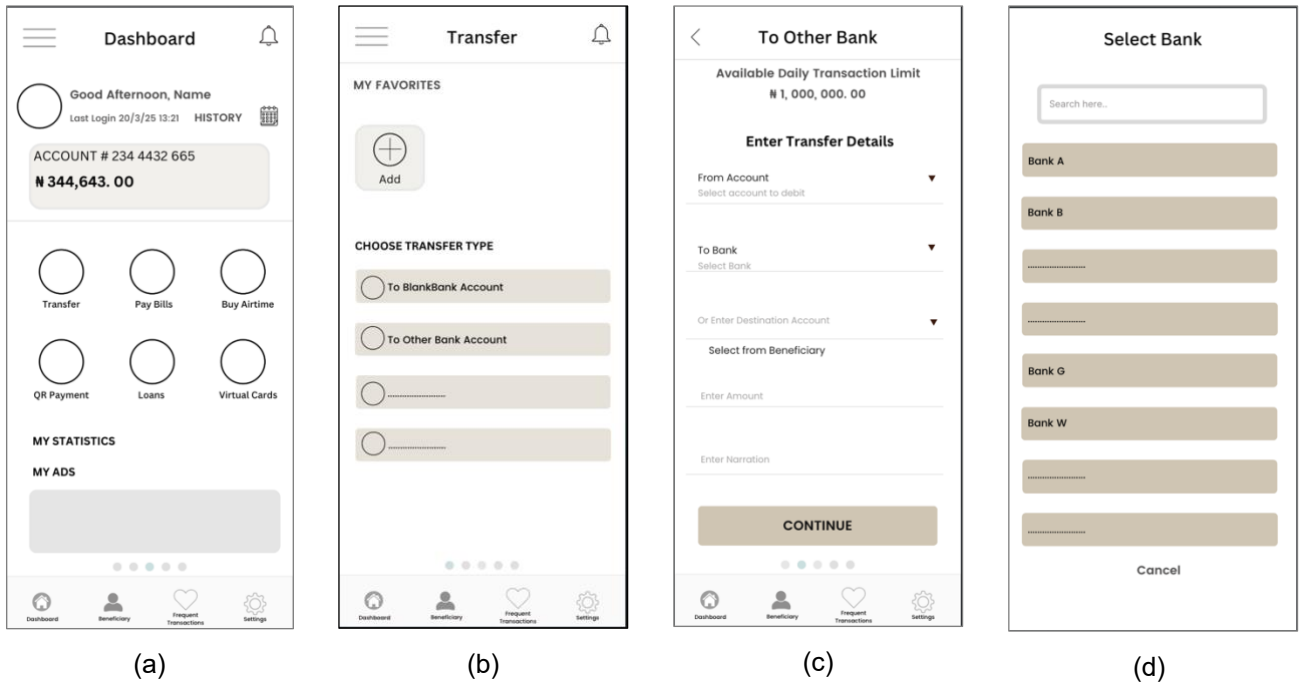 Dashboard
Good Afternoon, Name
Last Login 20/3/25 13:21 HISTORY
ACCOUNT # 234 4432 665
₦ 344,643. 00
Transfer Pay Bills Buy Airtime
QR Payment Loans Virtual Cards
MY STATISTICS
MY ADS
Dashboard Beneficiary Frequent Transactions Settings
(a)
Transfer
MY FAVORITES
Add
CHOOSE TRANSFER TYPE
To BlankBank Account
To Other Bank Account
........................
........................
Dashboard Beneficiary Frequent Transactions Settings
(b)
To Other Bank
Available Daily Transaction Limit
₦ 1, 000, 000. 00
Enter Transfer Details
From Account
Select account to debit
To Bank
Select Bank
Or Enter Destination Account
Select from Beneficiary
Enter Amount
Enter Narration
CONTINUE
Dashboard Beneficiary Frequent Transactions Settings
(c)
Select Bank
Search here..
Bank A
Bank B
........................
........................
Bank G
Bank W
........................
........................
Cancel
(d)